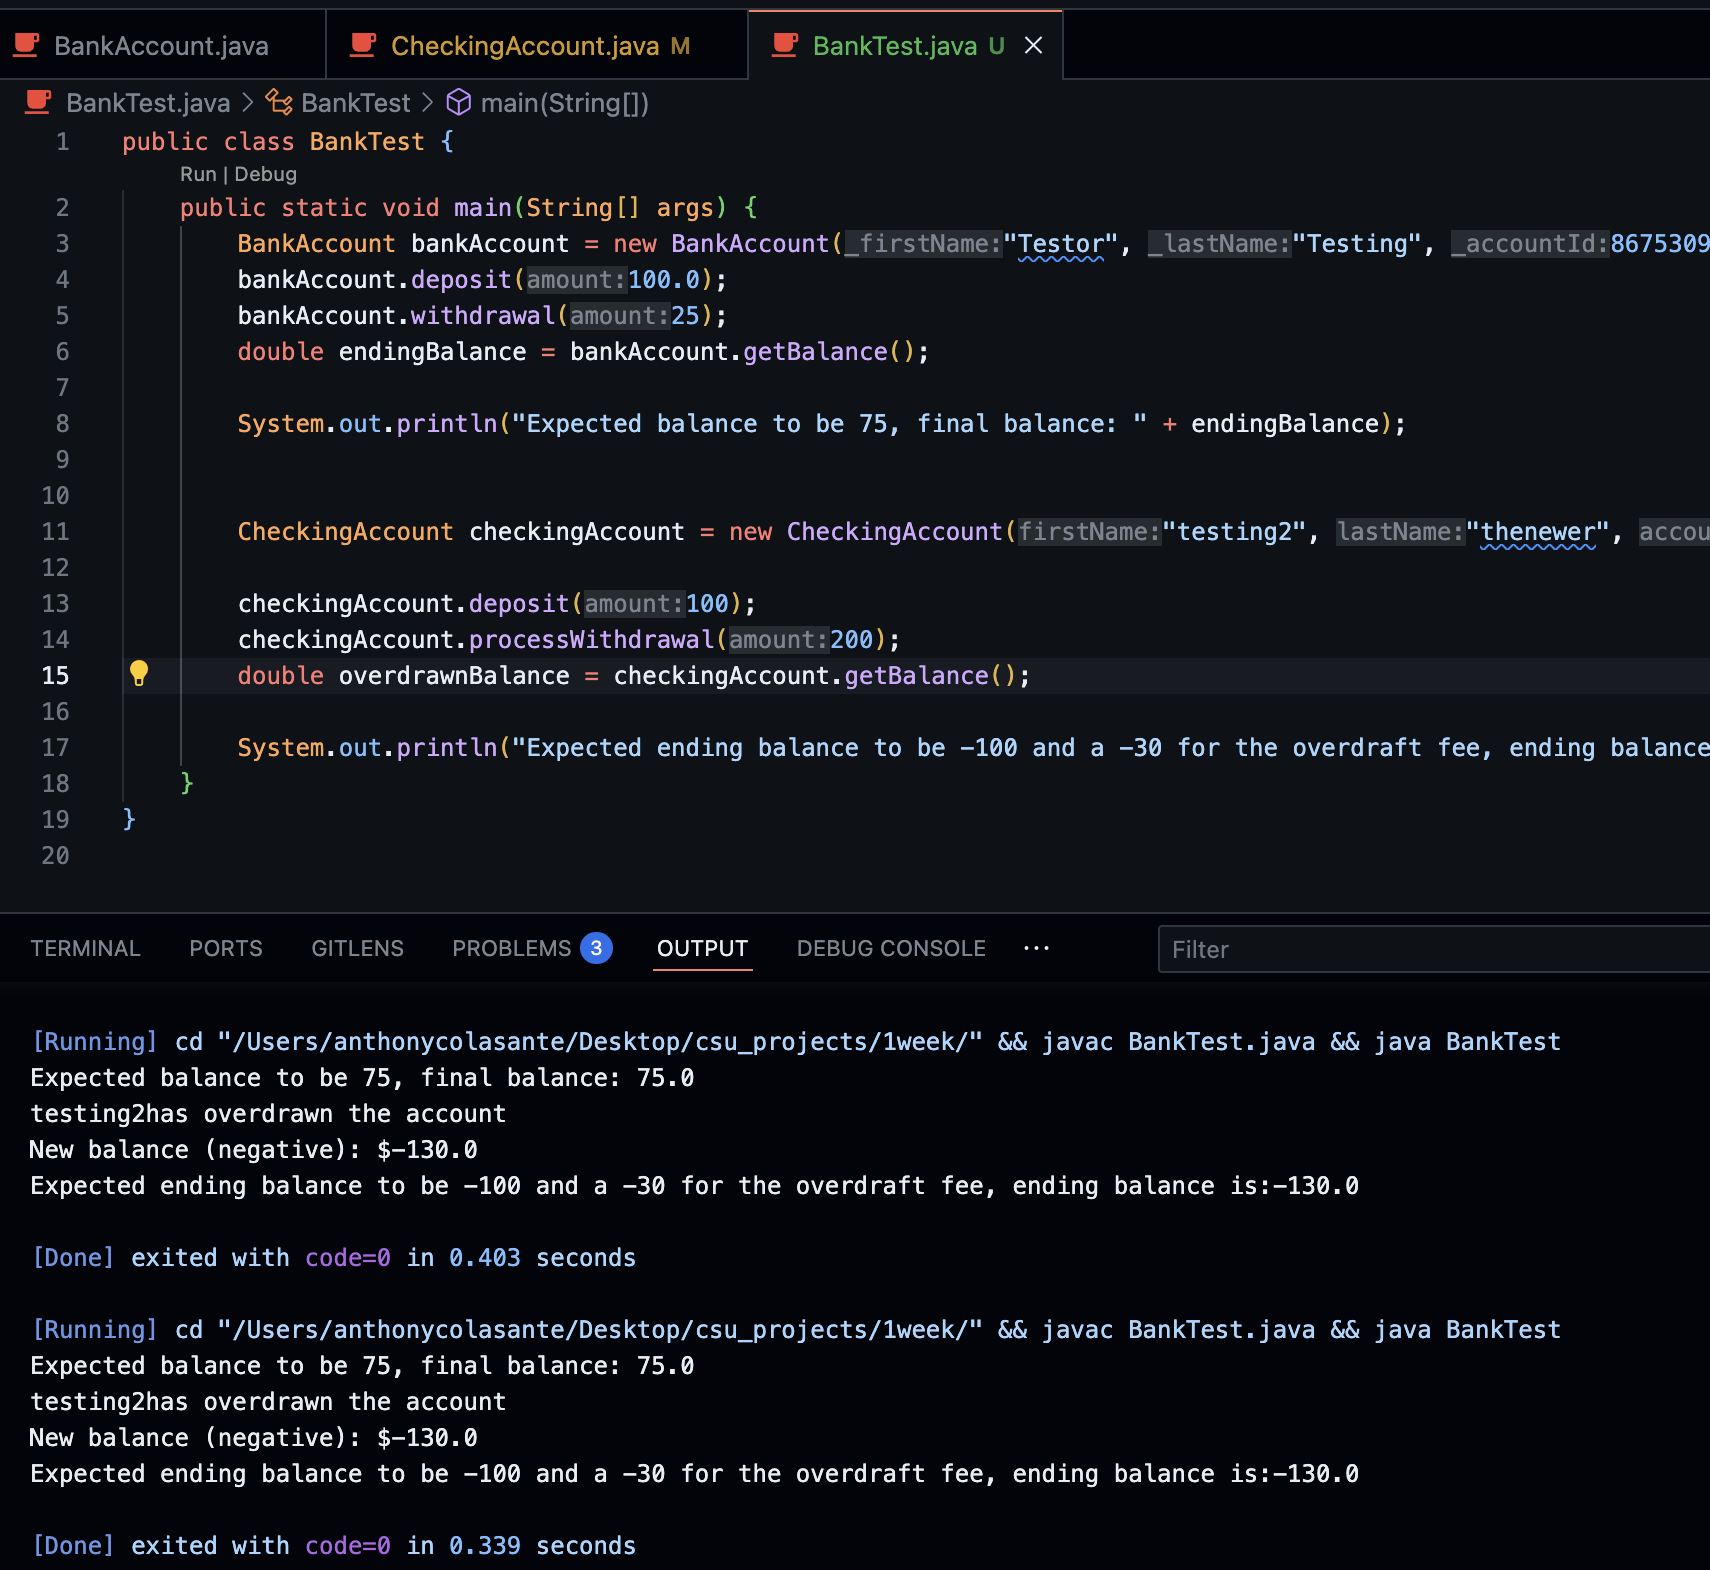 BankAccount.java CheckingAccount.java M BankTest.java U
BankTest.java > BankTest > main(String[])
1 public class BankTest {
Run | Debug
2 public static void main(String[] args) {
3 BankAccount bankAccount = new BankAccount(_firstName:"Testor", _lastName:"Testing", _accountId:8675309
4 bankAccount.deposit(amount:100.0);
5 bankAccount.withdrawal(amount:25);
6 double endingBalance = bankAccount.getBalance();
7
8 System.out.println("Expected balance to be 75, final balance: " + endingBalance);
9
10
11 CheckingAccount checkingAccount = new CheckingAccount(firstName:"testing2", lastName:"thenewer", accou
12
13 checkingAccount.deposit(amount:100);
14 checkingAccount.processWithdrawal(amount:200);
15 double overdrawnBalance = checkingAccount.getBalance();
16
17 System.out.println("Expected ending balance to be -100 and a -30 for the overdraft fee, ending balance
18 }
19 }
20
TERMINAL PORTS GITLENS PROBLEMS 3 OUTPUT DEBUG CONSOLE ... Filter
[Running] cd "/Users/anthonycolasante/Desktop/csu_projects/1week/" && javac BankTest.java && java BankTest
Expected balance to be 75, final balance: 75.0
testing2has overdrawn the account
New balance (negative): $-130.0
Expected ending balance to be -100 and a -30 for the overdraft fee, ending balance is:-130.0
[Done] exited with code=0 in 0.403 seconds
[Running] cd "/Users/anthonycolasante/Desktop/csu_projects/1week/" && javac BankTest.java && java BankTest
Expected balance to be 75, final balance: 75.0
testing2has overdrawn the account
New balance (negative): $-130.0
Expected ending balance to be -100 and a -30 for the overdraft fee, ending balance is:-130.0
[Done] exited with code=0 in 0.339 seconds